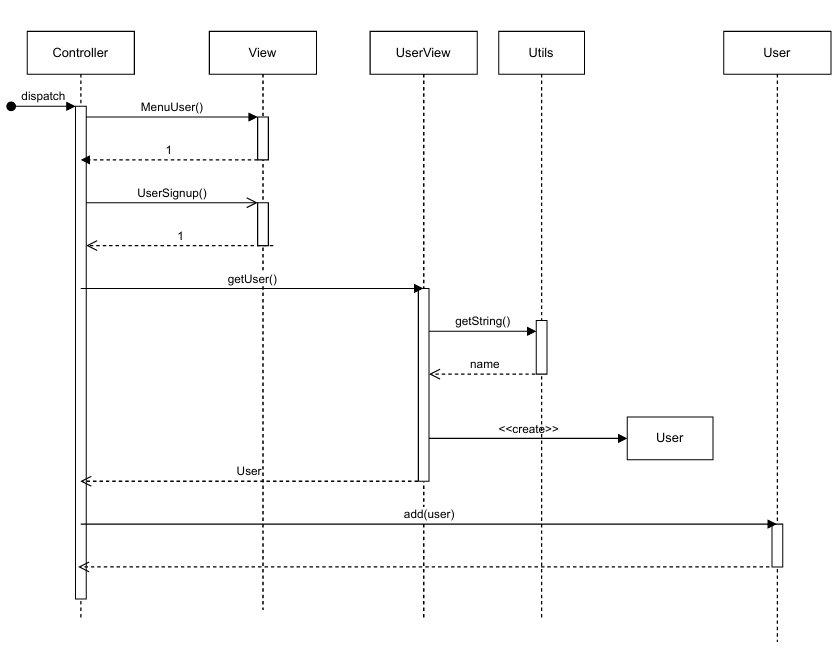 Controller
View
UserView
Utils
User
dispatch
MenuUser()
1
UserSignup()
1
getUser()
getString()
name
<<create>>
User
User
add(user)